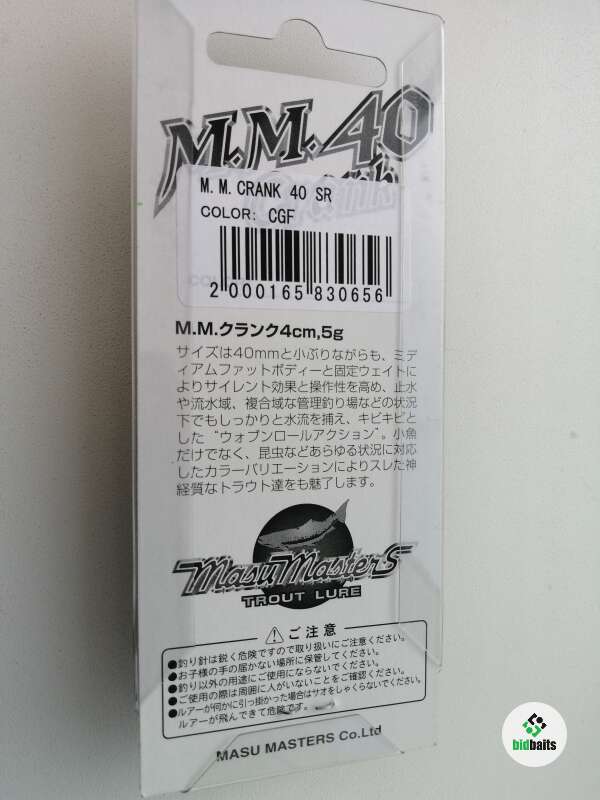 M.M.40
M.M.CRANK 40 SR
COLOR: CGF
2 000165 830656
M.M.クランク4cm,5g
サイズは40mmと小ぶりながらも、ミデ
ィアムファットボディーと固定ウェイトに
よりサイレント効果と操作性を高め、止水
や流水域、複合域な管理釣り場などの状況
下でもしっかりと水流を捕え、キビキビと
した“ウォブンロールアクション”。小魚
だけでなく、昆虫などあらゆる状況に対応
したカラーバリエーションによりスレた神
経質なトラウト達をも魅了します。
Masu Masters
TROUT LURE
ご注意
●釣り針は鋭く危険ですので取り扱いにご注意ください。
●お子様の手の届かない場所に保管してください。
●釣り以外の用途にご使用にならないでください。
●ご使用の際は周囲に人がいないことをご確認ください。
●ルアーが何かに引っ掛かった場合はサオをしゃくらないでください。
ルアーが飛んできて危険です。
MASU MASTERS Co.Ltd
bidbaits